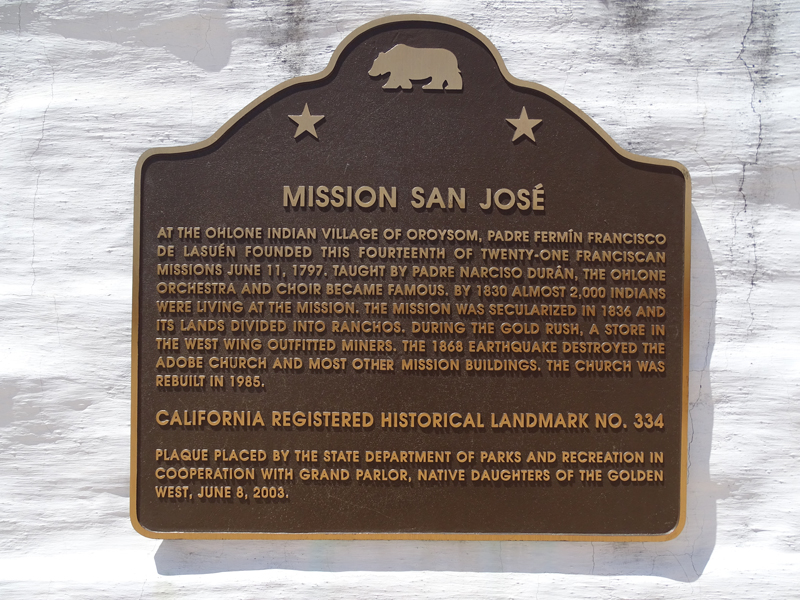 MISSION SAN JOSÉ
AT THE OHLONE INDIAN VILLAGE OF OROYSOM, PADRE FERMÍN FRANCISCO
DE LASUÉN FOUNDED THIS FOURTEENTH OF TWENTY-ONE FRANCISCAN
MISSIONS JUNE 11, 1797. TAUGHT BY PADRE NARCISO DURÁN, THE OHLONE
ORCHESTRA AND CHOIR BECAME FAMOUS. BY 1830 ALMOST 2,000 INDIANS
WERE LIVING AT THE MISSION. THE MISSION WAS SECULARIZED IN 1836 AND
ITS LANDS DIVIDED INTO RANCHOS. DURING THE GOLD RUSH, A STORE IN
THE WEST WING OUTFITTED MINERS. THE 1868 EARTHQUAKE DESTROYED THE
ADOBE CHURCH AND MOST OTHER MISSION BUILDINGS. THE CHURCH WAS
REBUILT IN 1985.
CALIFORNIA REGISTERED HISTORICAL LANDMARK NO. 334
PLAQUE PLACED BY THE STATE DEPARTMENT OF PARKS AND RECREATION IN
COOPERATION WITH GRAND PARLOR, NATIVE DAUGHTERS OF THE GOLDEN
WEST, JUNE 8, 2003.